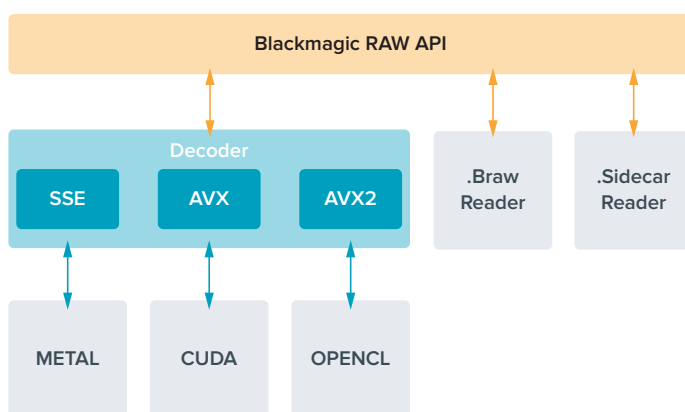 Blackmagic RAW API
Decoder
SSE
AVX
AVX2
.Braw
Reader
.Sidecar
Reader
METAL
CUDA
OPENCL